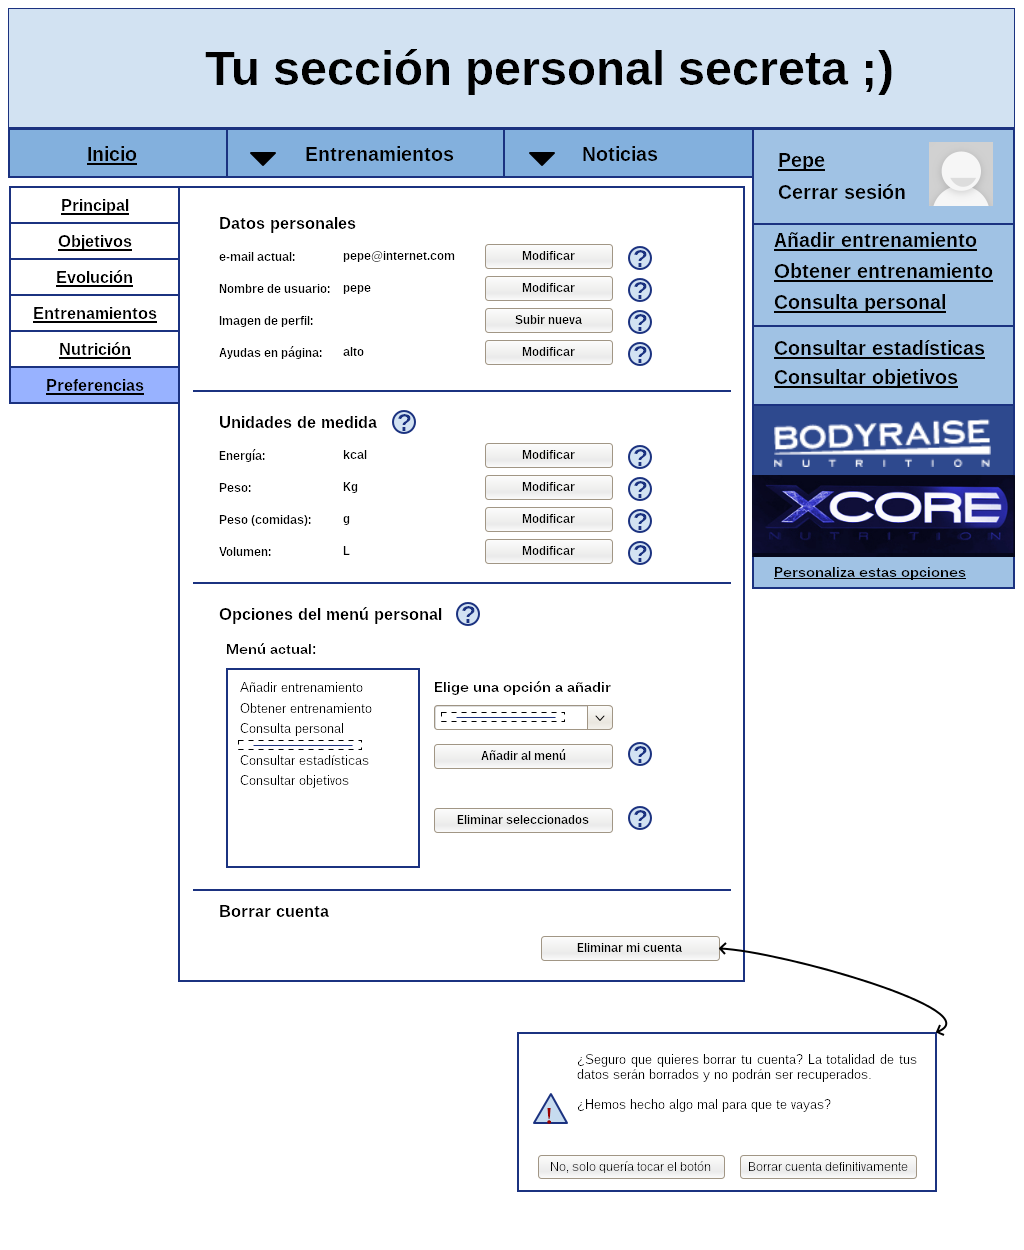 Tu sección personal secreta ;)
Inicio
Entrenamientos
Noticias
Pepe
Cerrar sesión
Principal
Objetivos
Evolución
Entrenamientos
Nutrición
Preferencias
Datos personales
e-mail actual: pepe@internet.com Modificar ?
Nombre de usuario: pepe Modificar ?
Imagen de perfil: Subir nueva ?
Ayudas en página: alto Modificar ?
Unidades de medida ?
Energía: kcal Modificar ?
Peso: Kg Modificar ?
Peso (comidas): g Modificar ?
Volumen: L Modificar ?
Opciones del menú personal ?
Menú actual:
Añadir entrenamiento
Obtener entrenamiento
Consulta personal
Consultar estadísticas
Consultar objetivos
Elige una opción a añadir
Añadir al menú ?
Eliminar seleccionados ?
Borrar cuenta
Eliminar mi cuenta
Añadir entrenamiento
Obtener entrenamiento
Consulta personal
Consultar estadísticas
Consultar objetivos
BODYRAISE
NUTRITION
XCORE
NUTRITION
Personaliza estas opciones
¿Seguro que quieres borrar tu cuenta? La totalidad de tus
datos serán borrados y no podrán ser recuperados.
¿Hemos hecho algo mal para que te vayas?
!
No, solo quería tocar el botón
Borrar cuenta definitivamente